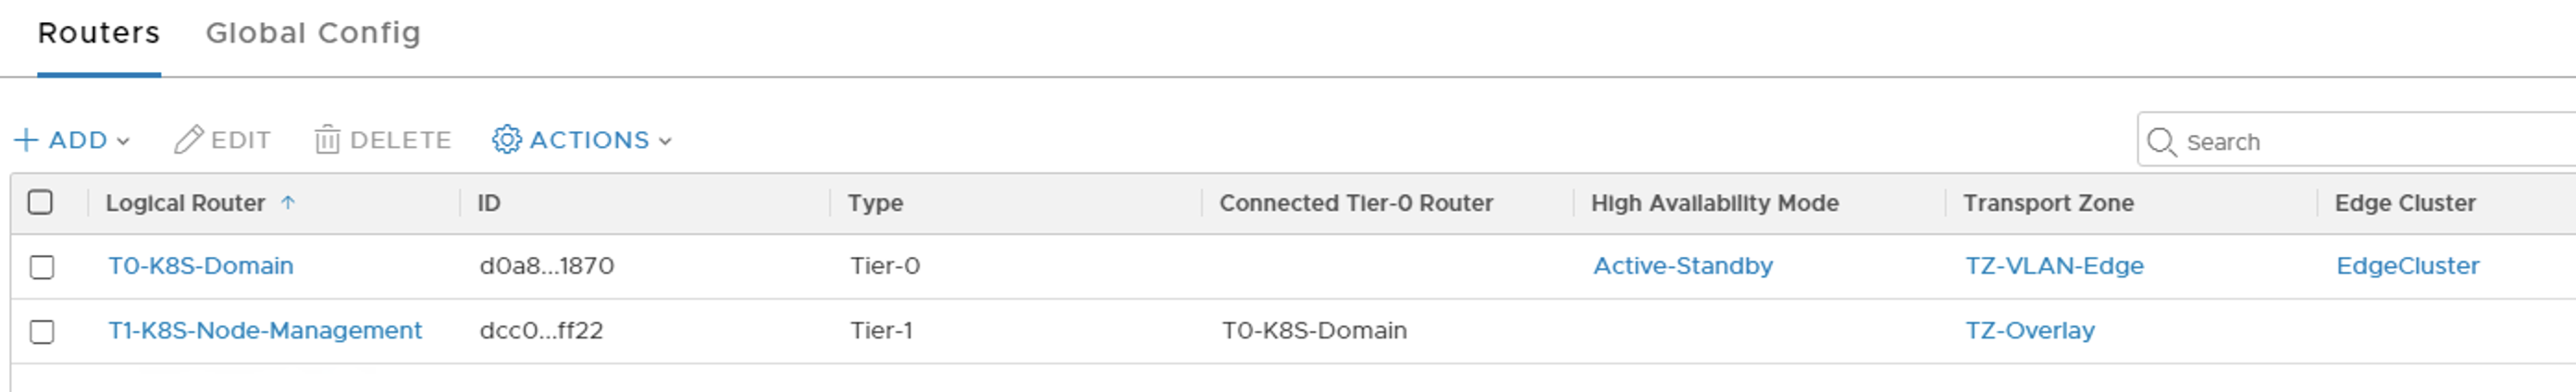 Routers Global Config
ADD EDIT DELETE ACTIONS Search
Logical Router ID Type Connected Tier-0 Router High Availability Mode Transport Zone Edge Cluster
T0-K8S-Domain d0a8...1870 Tier-0 Active-Standby TZ-VLAN-Edge EdgeCluster
T1-K8S-Node-Management dcc0...ff22 Tier-1 T0-K8S-Domain TZ-Overlay